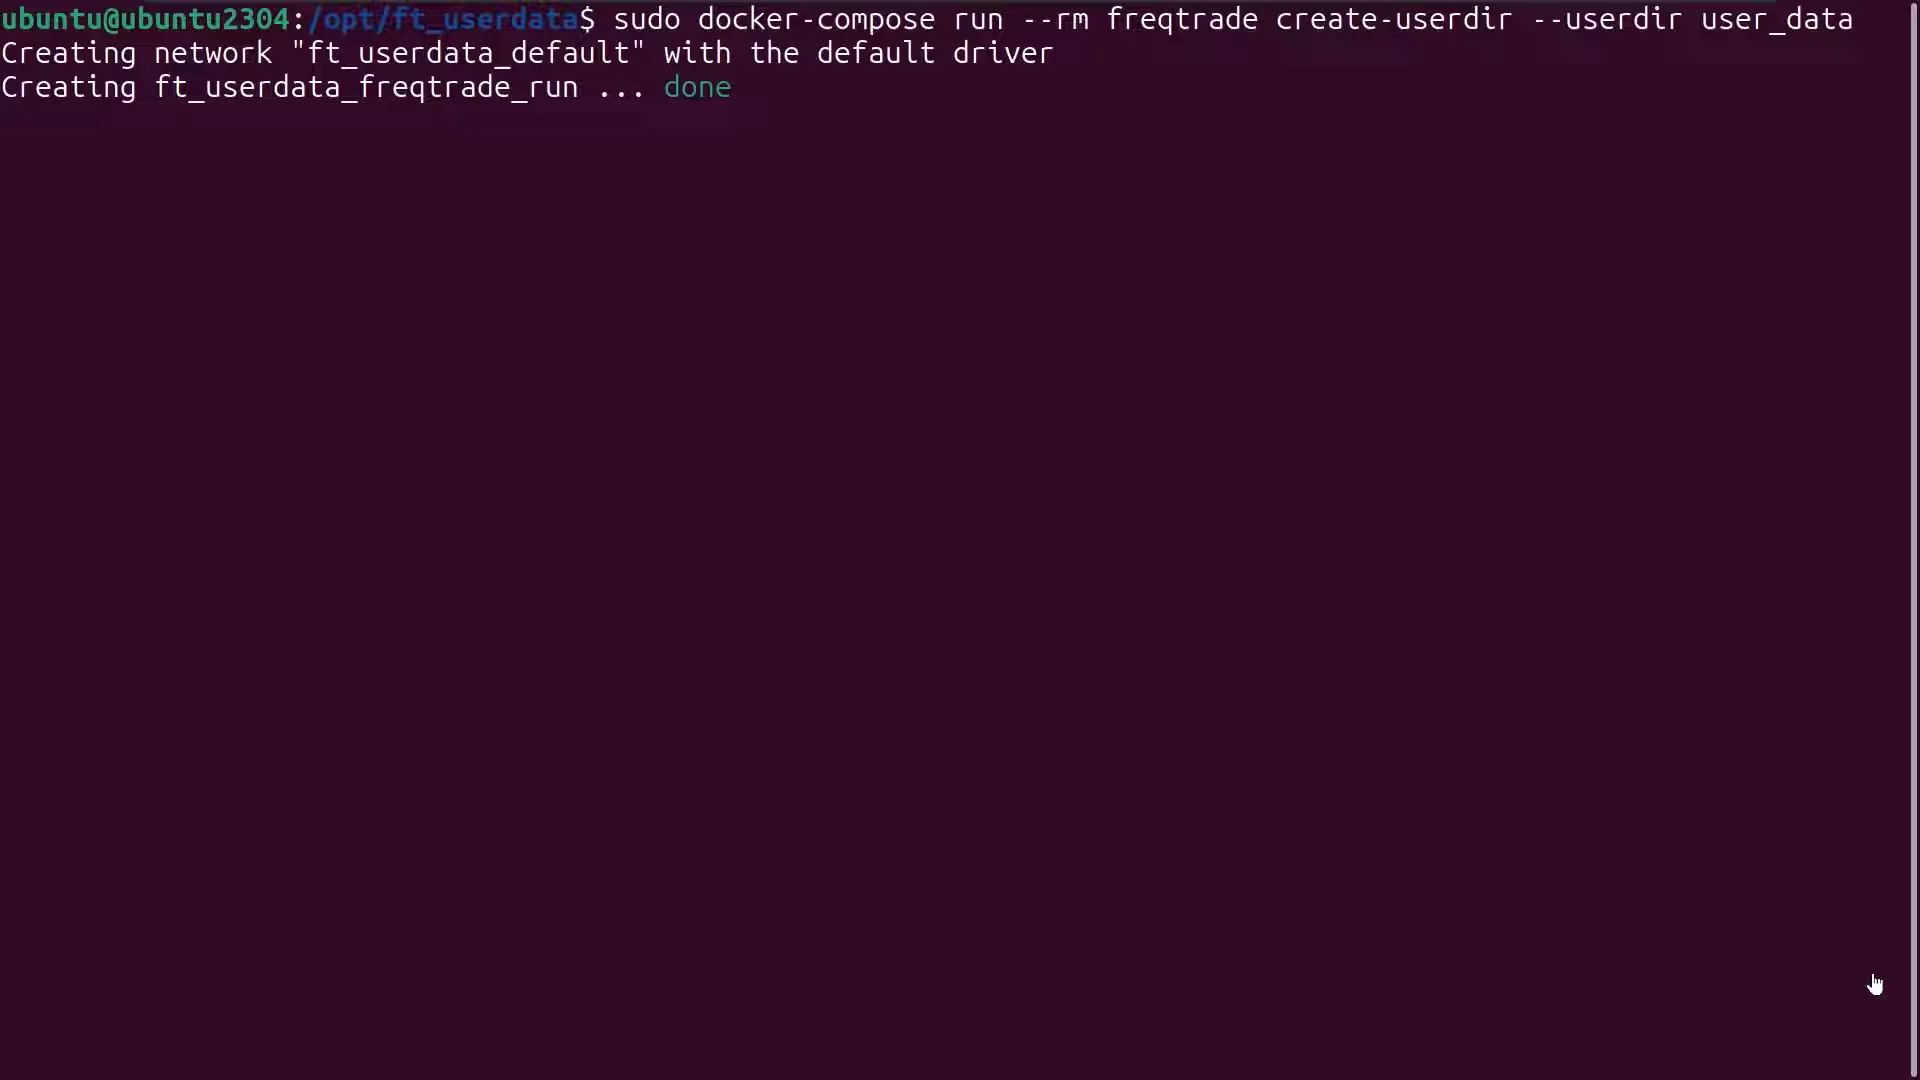 ubuntu@ubuntu2304:/opt/ft_userdata$ sudo docker-compose run --rm freqtrade create-userdir --userdir user_data
Creating network "ft_userdata_default" with the default driver
Creating ft_userdata_freqtrade_run ... done